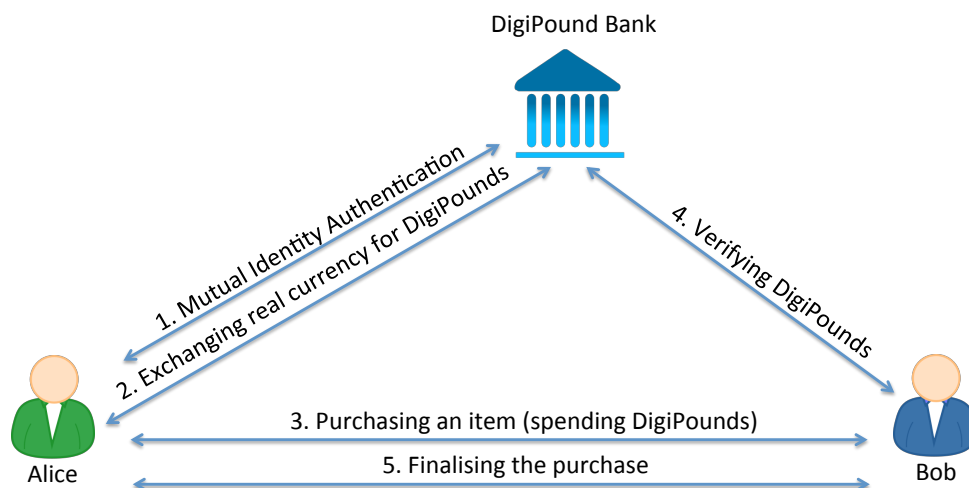 DigiPound Bank
1. Mutual Identity Authentication
2. Exchanging real currency for DigiPounds
4. Verifying DigiPounds
3. Purchasing an item (spending DigiPounds)
5. Finalising the purchase
Alice
Bob